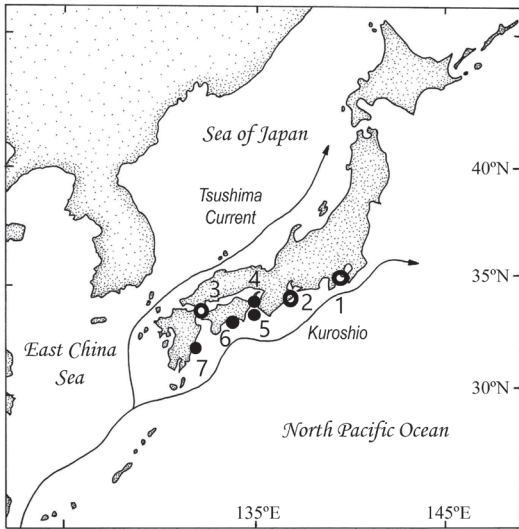 Sea of Japan
40ºN
Tsushima
Current
35ºN
3
4
2
1
5
6
Kuroshio
7
East China
Sea
30ºN
North Pacific Ocean
135ºE
145ºE